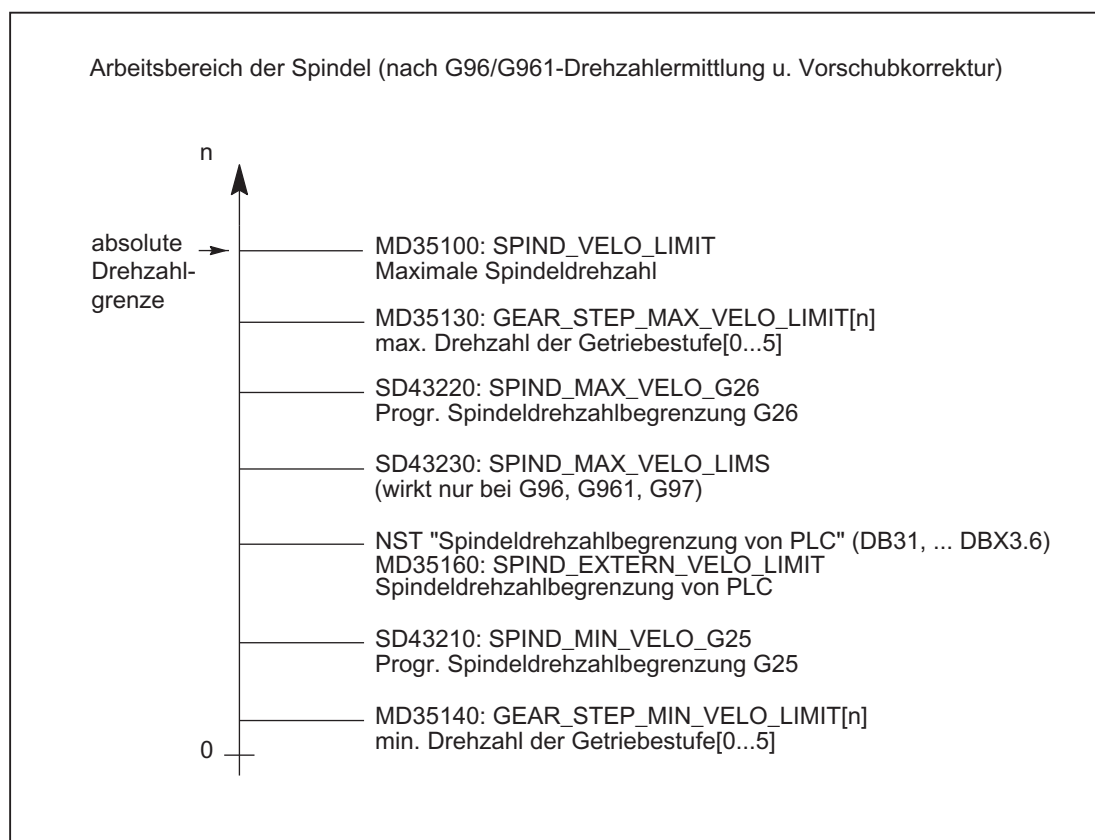 Arbeitsbereich der Spindel (nach G96/G961-Drehzahlermittlung u. Vorschubkorrektur)
n
absolute
Drehzahl-
grenze
MD35100: SPIND_VELO_LIMIT
Maximale Spindeldrehzahl
MD35130: GEAR_STEP_MAX_VELO_LIMIT[n]
max. Drehzahl der Getriebestufe[0...5]
SD43220: SPIND_MAX_VELO_G26
Progr. Spindeldrehzahlbegrenzung G26
SD43230: SPIND_MAX_VELO_LIMS
(wirkt nur bei G96, G961, G97)
NST "Spindeldrehzahlbegrenzung von PLC" (DB31, ... DBX3.6)
MD35160: SPIND_EXTERN_VELO_LIMIT
Spindeldrehzahlbegrenzung von PLC
SD43210: SPIND_MIN_VELO_G25
Progr. Spindeldrehzahlbegrenzung G25
MD35140: GEAR_STEP_MIN_VELO_LIMIT[n]
min. Drehzahl der Getriebestufe[0...5]
0